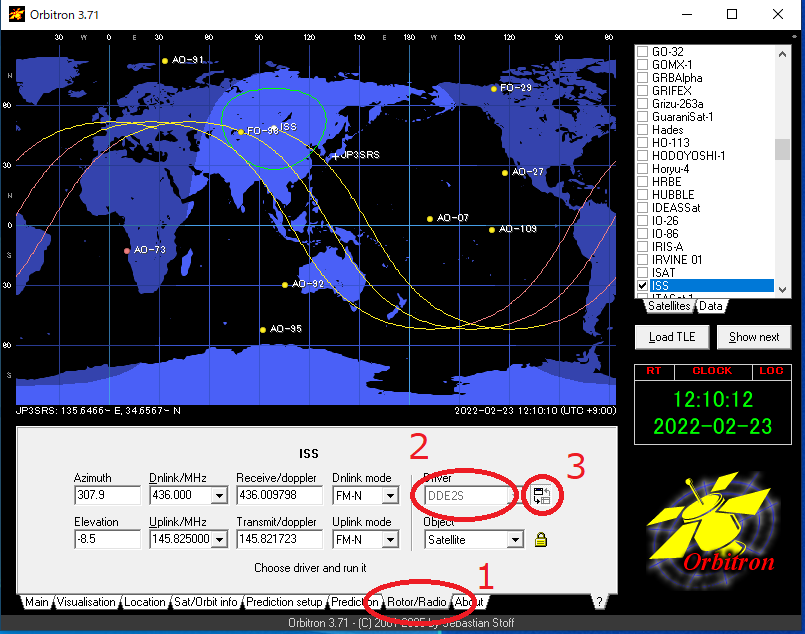 Orbitron 3.71
30 W 0 E 30 60 90 120 150 E 180 W 150 120 90 60
N
60
30
N
0
S
30
60
S
AO-91
FO-29
FO-98
ISS
JP3SRS
AO-27
AO-07
AO-109
AO-73
AO-92
AO-95
JP3SRS: 135.6466~ E, 34.6567~ N
2022-02-23 12:10:10 (UTC +9:00)
GO-32
GOMX-1
GRBAlpha
GRIFEX
Grizu-263a
GuaraniSat-1
Hades
HO-113
HODOYOSHI-1
Horyu-4
HRBE
HUBBLE
IDEASSat
IO-26
IO-86
IRIS-A
IRVINE 01
ISAT
ISS
ITASat-1
Satellites Data
Load TLE Show next
RT CLOCK LOC
12:10:12
2022-02-23
Orbitron
ISS
2 3
Azimuth Dnlink/MHz Receive/doppler Dnlink mode Driver
307.9 436.000 436.009798 FM-N DDE2S
Elevation Uplink/MHz Transmit/doppler Uplink mode Object
-8.5 145.825000 145.821723 FM-N Satellite
Choose driver and run it
1
Main Visualisation Location Sat/Orbit info Prediction setup Prediction Rotor/Radio About ?
Orbitron 3.71 - (C) 2001-2005 by Sebastian Stoff